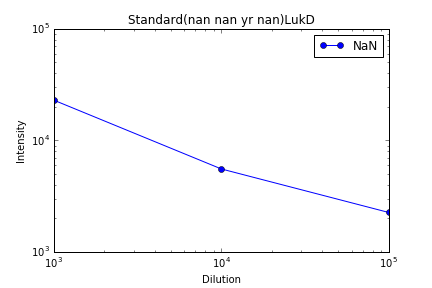 Standard(nan nan yr nan)LukD
NaN
10^5
10^4
10^3
Intensity
10^3 10^4 10^5
Dilution